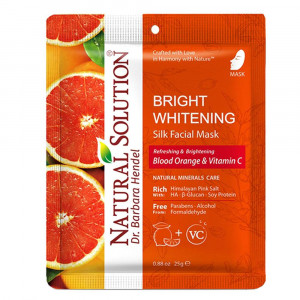 Crafted with Love
In Harmony with Nature™
MASK
NATURAL SOLUTION
Dr. Barbara Hendel
BRIGHT
WHITENING
Silk Facial Mask
Refreshing & Brightening
Blood Orange & Vitamin C
NATURAL MINERALS CARE
Rich
With
Himalayan Pink Salt
HA · β-Glucan · Soy Protein
Free
From
Parabens · Alcohol
Formaldehyde
+ VC
0.88 oz 25g ℮